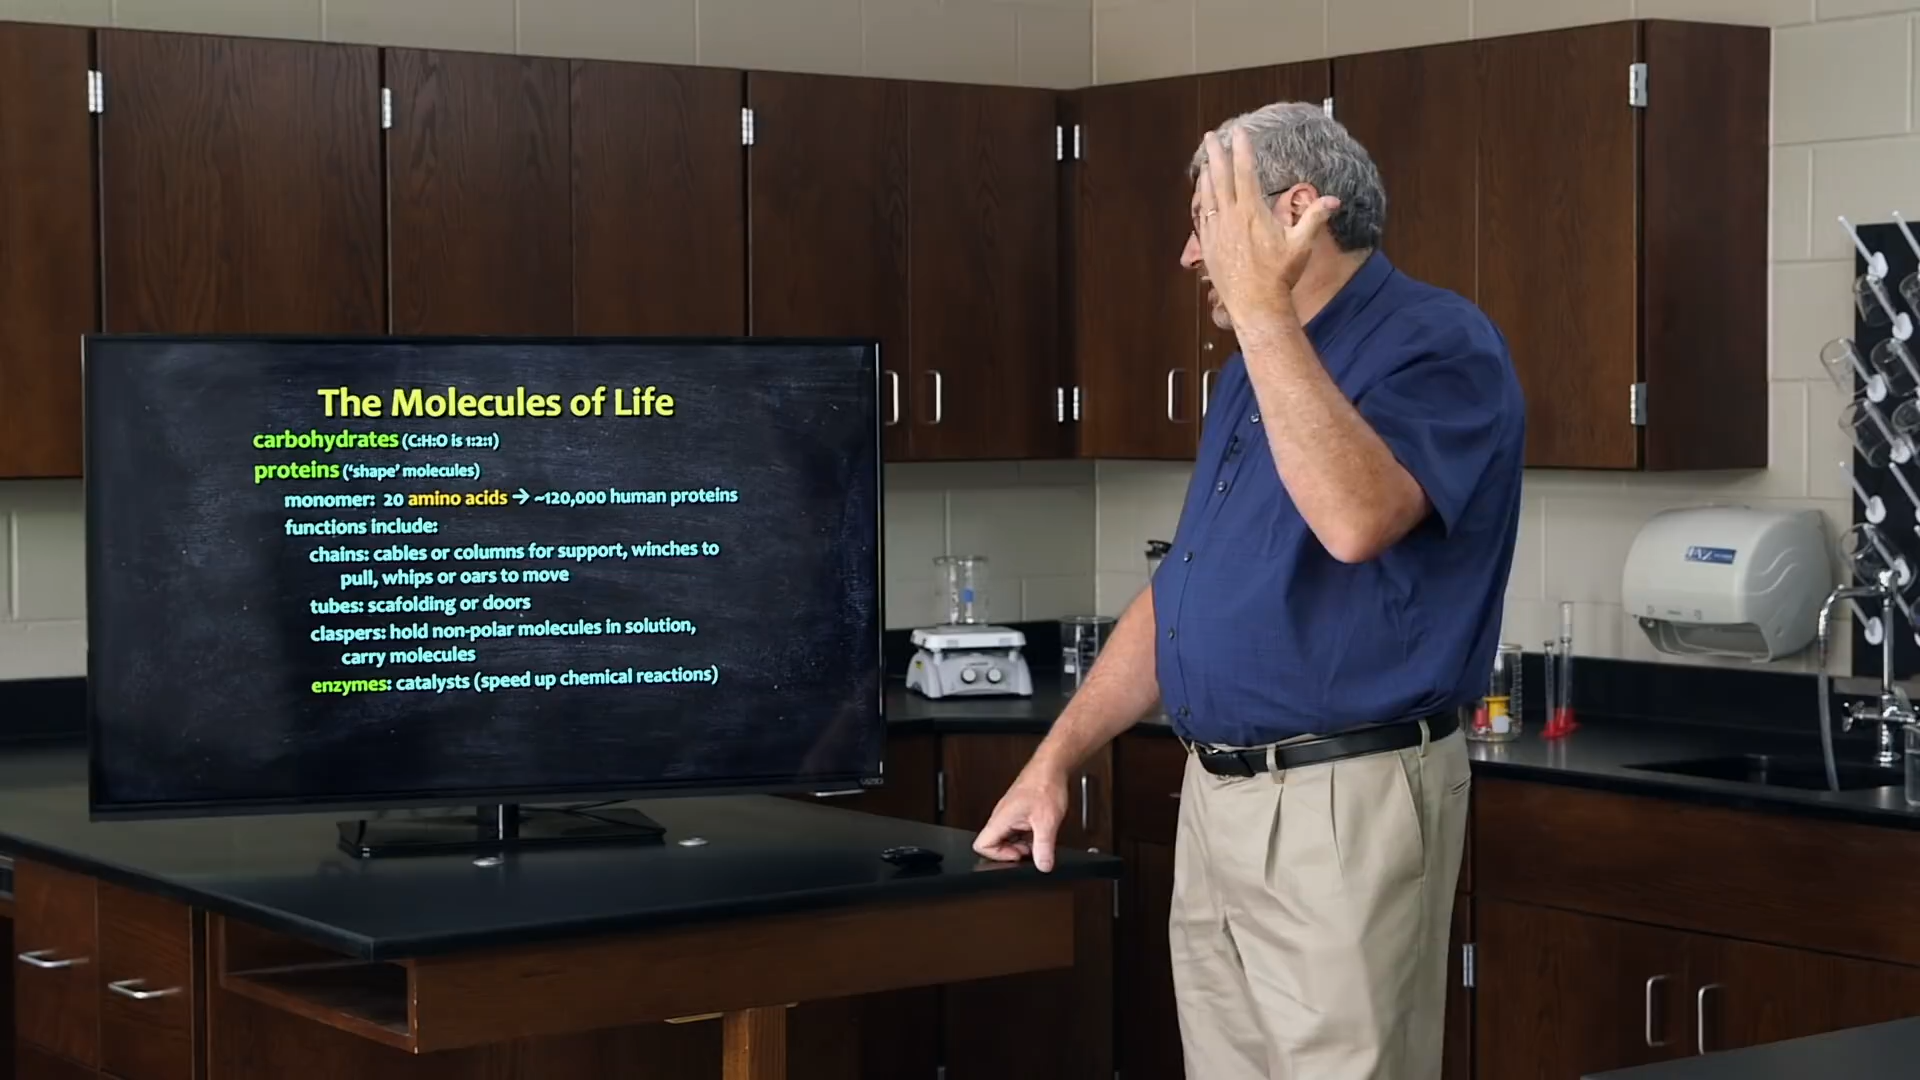 The Molecules of Life
carbohydrates (C:H:O is 1:2:1)
proteins ('shape' molecules)
monomer: 20 amino acids → ~120,000 human proteins
functions include:
chains: cables or columns for support, winches to
pull, whips or oars to move
tubes: scafolding or doors
claspers: hold non-polar molecules in solution,
carry molecules
enzymes: catalysts (speed up chemical reactions)
VIZIO